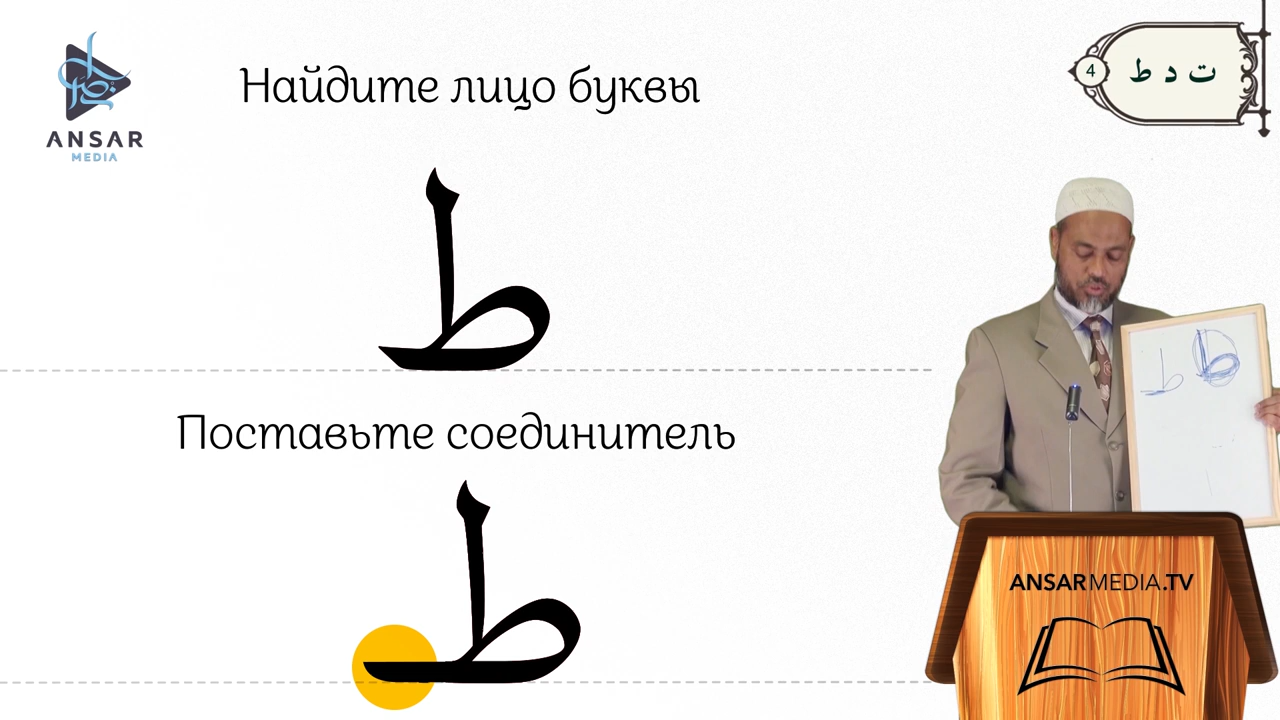 ANSAR
MEDIA
Найдите лицо буквы
4
ت د ط
ط
ط ط
Поставьте соединитель
ط
ANSARMEDIA.TV